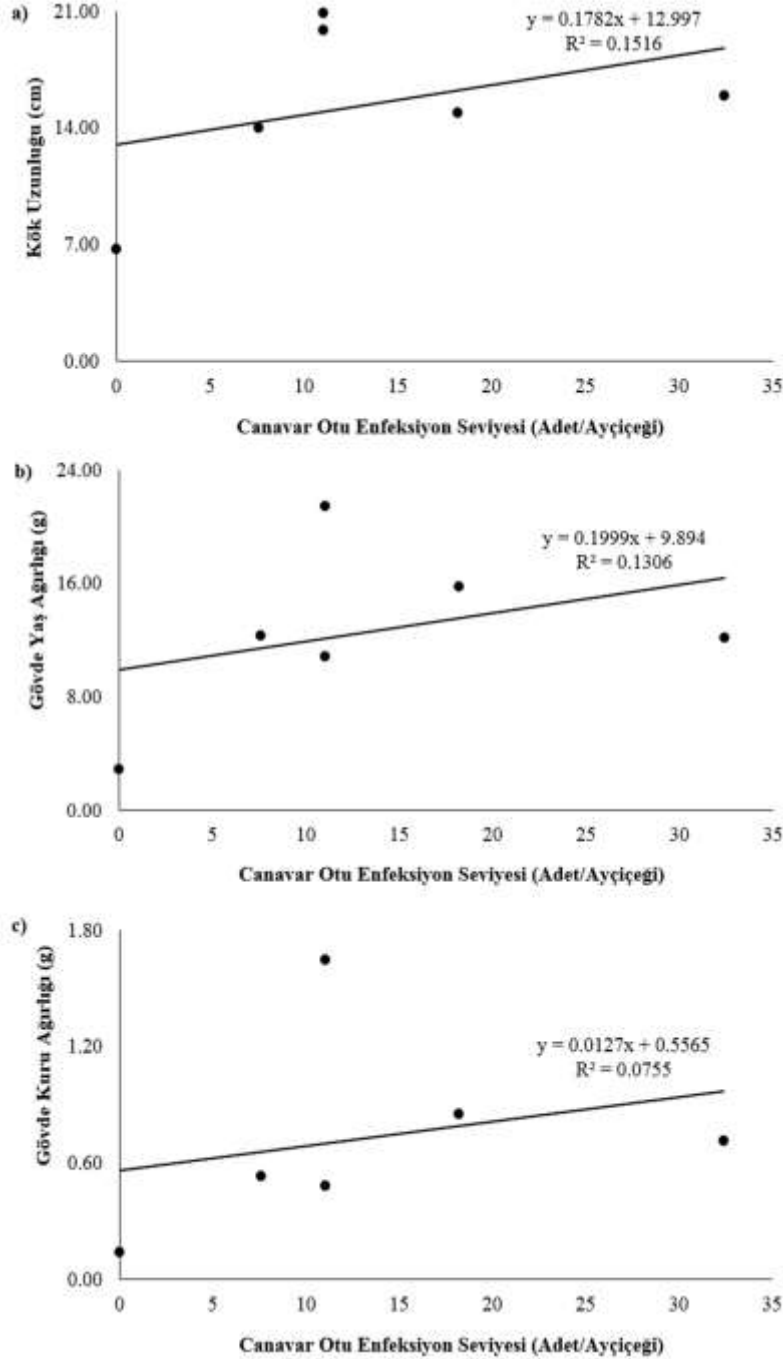 a)
21.00
y = 0.1782x + 12.997
R² = 0.1516
14.00
7.00
0.00
Kök Uzunluğu (cm)
0 5 10 15 20 25 30 35
Canavar Otu Enfeksiyon Seviyesi (Adet/Ayçiçeği)
b)
24.00
y = 0.1999x + 9.894
R² = 0.1306
16.00
8.00
0.00
Gövde Yaş Ağırlığı (g)
0 5 10 15 20 25 30 35
Canavar Otu Enfeksiyon Seviyesi (Adet/Ayçiçeği)
c)
1.80
1.20
y = 0.0127x + 0.5565
R² = 0.0755
0.60
0.00
Gövde Kuru Ağırlığı (g)
0 5 10 15 20 25 30 35
Canavar Otu Enfeksiyon Seviyesi (Adet/Ayçiçeği)